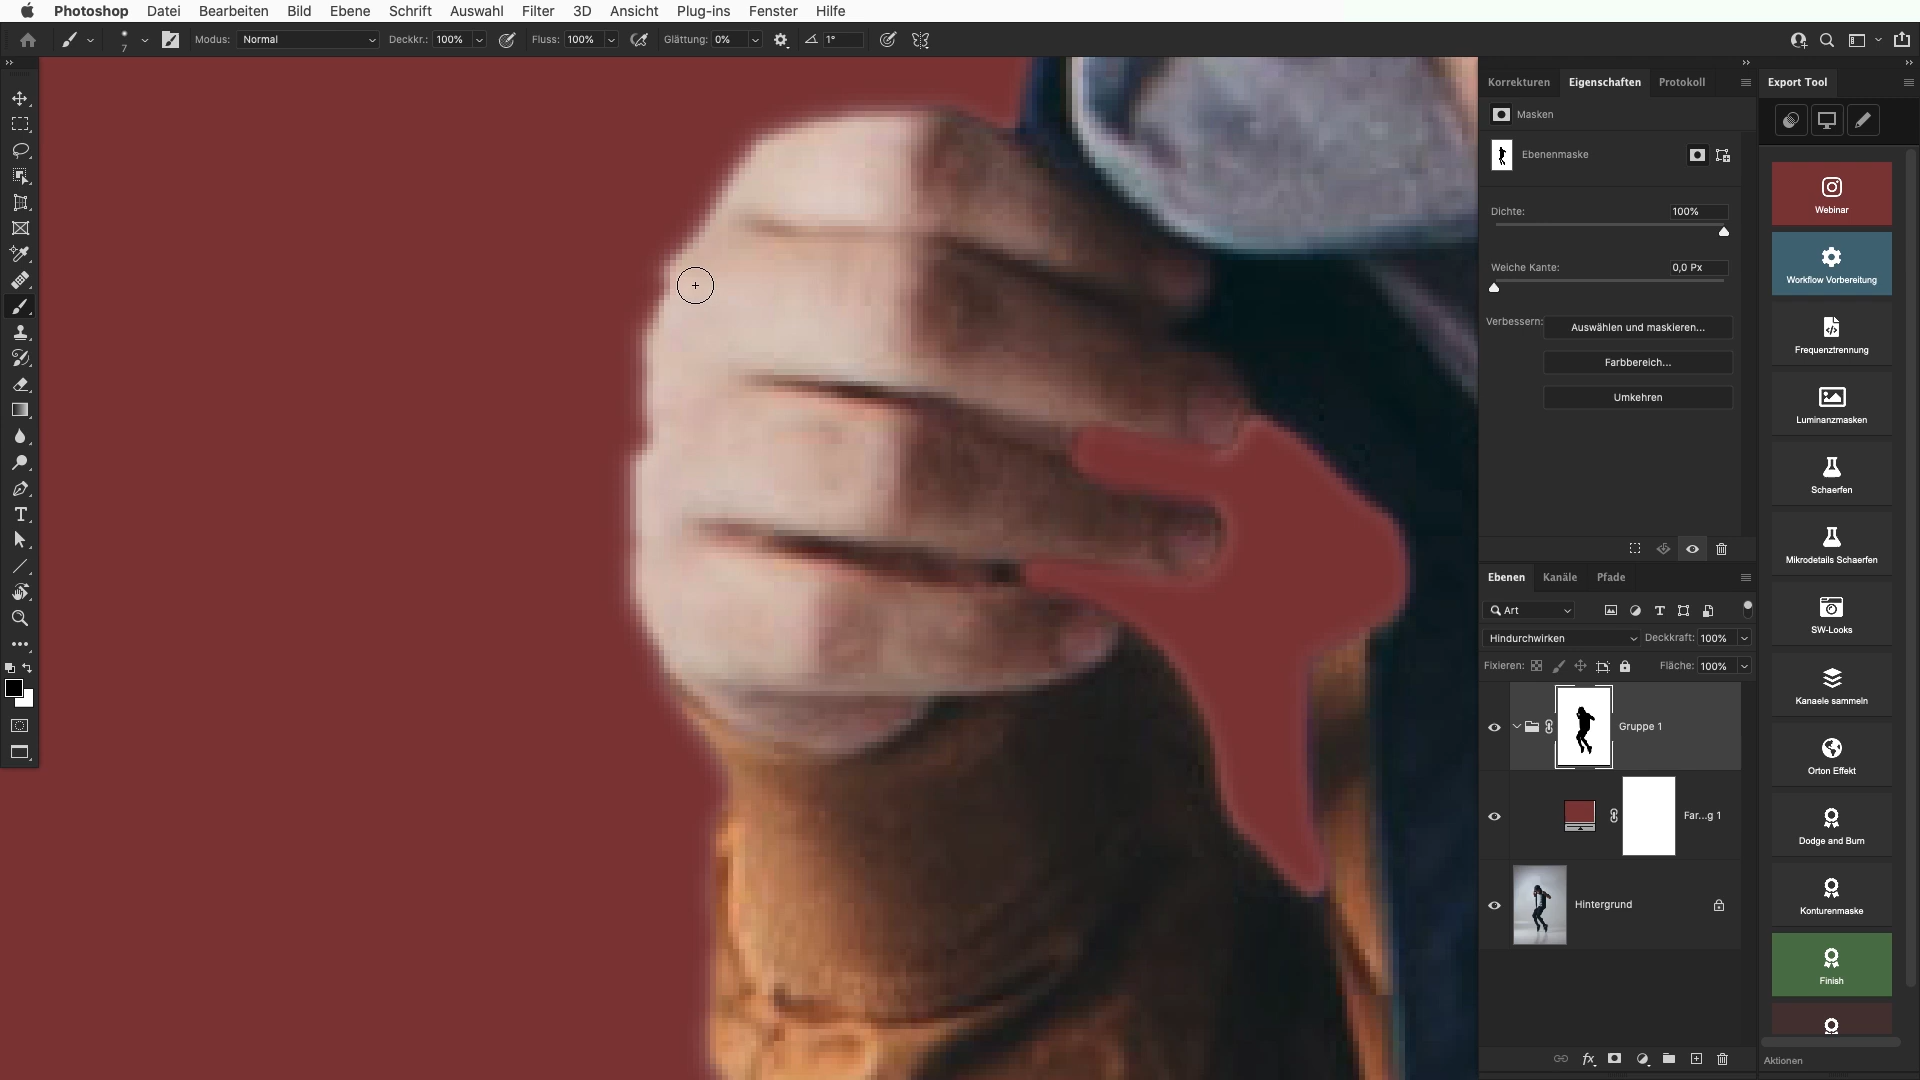 Photoshop Datei Bearbeiten Bild Ebene Schrift Auswahl Filter 3D Ansicht Plug-ins Fenster Hilfe
7 Modus: Normal Deckkr.: 100% Fluss: 100% Glättung: 0% 1°
Korrekturen Eigenschaften Protokoll
Export Tool
Masken
Ebenenmaske
Dichte: 100%
Weiche Kante: 0,0 Px
Verbessern: Auswählen und maskieren...
Farbbereich...
Umkehren
Ebenen Kanäle Pfade
Art
Hindurchwirken Deckkraft: 100%
Fixieren: Fläche: 100%
Gruppe 1
Far...g 1
Hintergrund
fx
Webinar
Workflow Vorbereitung
Frequenztrennung
Luminanzmasken
Schaerfen
Mikrodetails Schaerfen
SW-Looks
Kanaele sammeln
Orton Effekt
Dodge and Burn
Konturenmaske
Finish
Aktionen